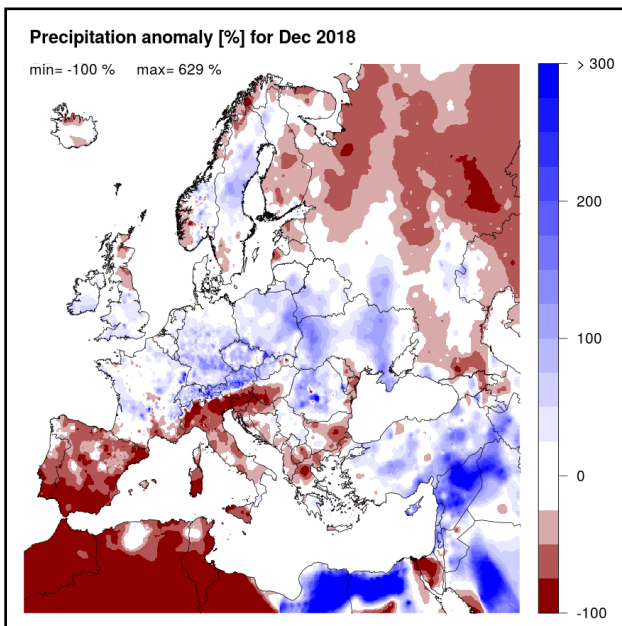 Precipitation anomaly [%] for Dec 2018
min= -100 %     max= 629 %
> 300
200
100
0
-100